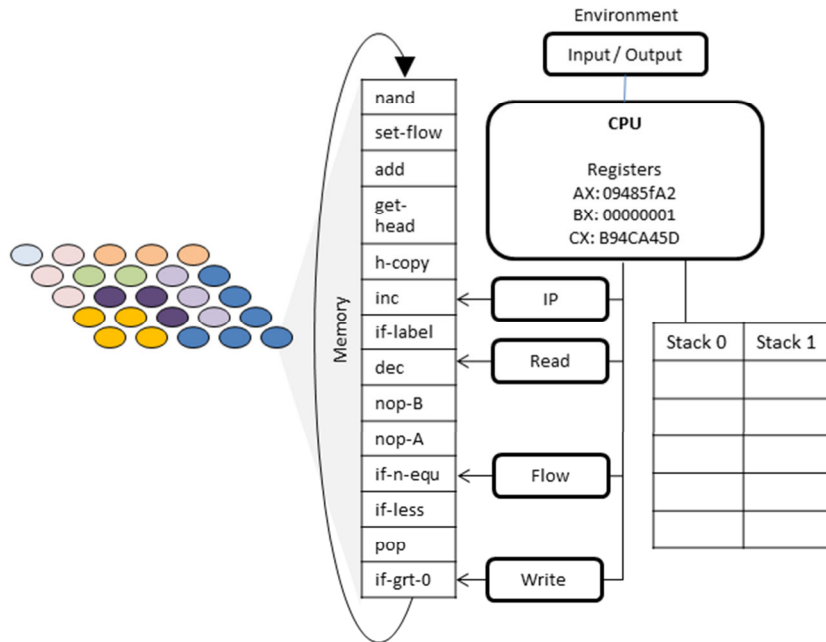 Environment
Input / Output
CPU
Registers
AX: 09485fA2
BX: 00000001
CX: B94CA45D
Memory
nand
set-flow
add
get-
head
h-copy
inc
if-label
dec
nop-B
nop-A
if-n-equ
if-less
pop
if-grt-0
IP
Read
Flow
Write
Stack 0
Stack 1